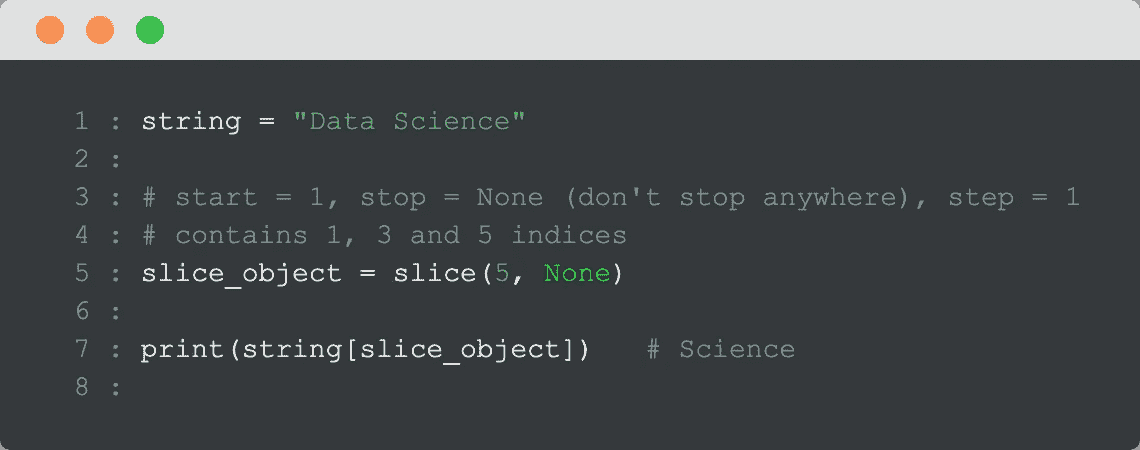 1 : string = "Data Science"
2 :
3 : # start = 1, stop = None (don't stop anywhere), step = 1
4 : # contains 1, 3 and 5 indices
5 : slice_object = slice(5, None)
6 :
7 : print(string[slice_object])   # Science
8 :